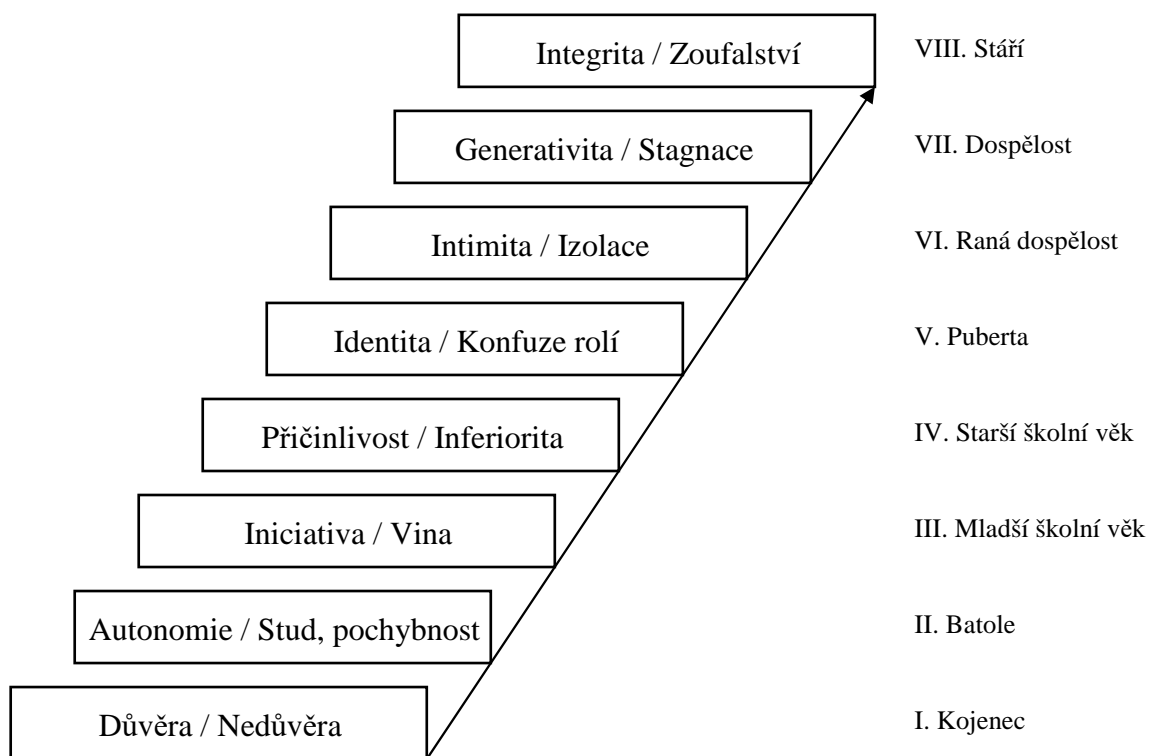 Integrita / Zoufalství VIII. Stáří
Generativita / Stagnace VII. Dospělost
Intimita / Izolace VI. Raná dospělost
Identita / Konfuze rolí V. Puberta
Přičinlivost / Inferiorita IV. Starší školní věk
Iniciativa / Vina III. Mladší školní věk
Autonomie / Stud, pochybnost II. Batole
Důvěra / Nedůvěra I. Kojenec